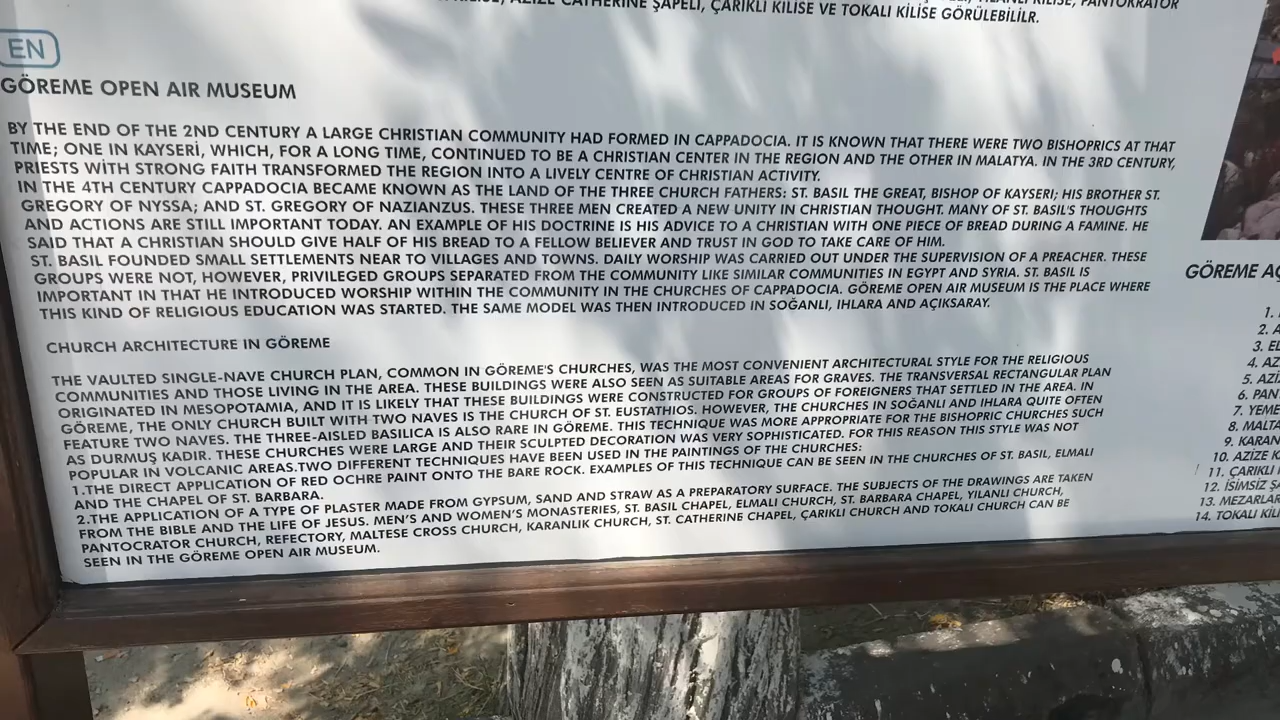 KİLİSE, AZİZE CATHERINE ŞAPELİ, ÇARIKLI KİLİSE VE TOKALI KİLİSE GÖRÜLEBİLİLR.
PANTOKRATOR
EN
GÖREME OPEN AIR MUSEUM
BY THE END OF THE 2ND CENTURY A LARGE CHRISTIAN COMMUNITY HAD FORMED IN CAPPADOCIA. IT IS KNOWN THAT THERE WERE TWO BISHOPRICS AT THAT
TIME; ONE IN KAYSERİ, WHICH, FOR A LONG TIME, CONTINUED TO BE A CHRISTIAN CENTER IN THE REGION AND THE OTHER IN MALATYA. IN THE 3RD CENTURY,
PRIESTS WİTH STRONG FAITH TRANSFORMED THE REGION INTO A LIVELY CENTRE OF CHRISTIAN ACTIVITY.
IN THE 4TH CENTURY CAPPADOCIA BECAME KNOWN AS THE LAND OF THE THREE CHURCH FATHERS: ST. BASIL THE GREAT, BISHOP OF KAYSERI; HIS BROTHER ST.
GREGORY OF NYSSA; AND ST. GREGORY OF NAZIANZUS. THESE THREE MEN CREATED A NEW UNITY IN CHRISTIAN THOUGHT. MANY OF ST. BASIL'S THOUGHTS
AND ACTIONS ARE STILL IMPORTANT TODAY. AN EXAMPLE OF HIS DOCTRINE IS HIS ADVICE TO A CHRISTIAN WITH ONE PIECE OF BREAD DURING A FAMINE. HE
SAID THAT A CHRISTIAN SHOULD GIVE HALF OF HIS BREAD TO A FELLOW BELIEVER AND TRUST IN GOD TO TAKE CARE OF HIM.
ST. BASIL FOUNDED SMALL SETTLEMENTS NEAR TO VILLAGES AND TOWNS. DAILY WORSHIP WAS CARRIED OUT UNDER THE SUPERVISION OF A PREACHER. THESE
GROUPS WERE NOT, HOWEVER, PRIVILEGED GROUPS SEPARATED FROM THE COMMUNITY LIKE SIMILAR COMMUNITIES IN EGYPT AND SYRIA. ST. BASIL IS
IMPORTANT IN THAT HE INTRODUCED WORSHIP WITHIN THE COMMUNITY IN THE CHURCHES OF CAPPADOCIA. GÖREME OPEN AIR MUSEUM IS THE PLACE WHERE
THIS KIND OF RELIGIOUS EDUCATION WAS STARTED. THE SAME MODEL WAS THEN INTRODUCED IN SOĞANLI, IHLARA AND AÇIKSARAY.
CHURCH ARCHITECTURE IN GÖREME
THE VAULTED SINGLE-NAVE CHURCH PLAN, COMMON IN GÖREME'S CHURCHES, WAS THE MOST CONVENIENT ARCHITECTURAL STYLE FOR THE RELIGIOUS
COMMUNITIES AND THOSE LIVING IN THE AREA. THESE BUILDINGS WERE ALSO SEEN AS SUITABLE AREAS FOR GRAVES. THE TRANSVERSAL RECTANGULAR PLAN
ORIGINATED IN MESOPOTAMIA, AND IT IS LIKELY THAT THESE BUILDINGS WERE CONSTRUCTED FOR GROUPS OF FOREIGNERS THAT SETTLED IN THE AREA. IN
GÖREME, THE ONLY CHURCH BUILT WITH TWO NAVES IS THE CHURCH OF ST. EUSTATHIOS. HOWEVER, THE CHURCHES IN SOĞANLI AND IHLARA QUITE OFTEN
FEATURE TWO NAVES. THE THREE-AISLED BASILICA IS ALSO RARE IN GÖREME. THIS TECHNIQUE WAS MORE APPROPRIATE FOR THE BISHOPRIC CHURCHES SUCH
AS DURMUŞ KADIR. THESE CHURCHES WERE LARGE AND THEIR SCULPTED DECORATION WAS VERY SOPHISTICATED. FOR THIS REASON THIS STYLE WAS NOT
POPULAR IN VOLCANIC AREAS.TWO DIFFERENT TECHNIQUES HAVE BEEN USED IN THE PAINTINGS OF THE CHURCHES:
1.THE DIRECT APPLICATION OF RED OCHRE PAINT ONTO THE BARE ROCK. EXAMPLES OF THIS TECHNIQUE CAN BE SEEN IN THE CHURCHES OF ST. BASIL, ELMALI
AND THE CHAPEL OF ST. BARBARA.
2.THE APPLICATION OF A TYPE OF PLASTER MADE FROM GYPSUM, SAND AND STRAW AS A PREPARATORY SURFACE. THE SUBJECTS OF THE DRAWINGS ARE TAKEN
FROM THE BIBLE AND THE LIFE OF JESUS. MEN'S AND WOMEN'S MONASTERIES, ST. BASIL CHAPEL, ELMALI CHURCH, ST. BARBARA CHAPEL, YILANLI CHURCH,
PANTOCRATOR CHURCH, REFECTORY, MALTESE CROSS CHURCH, KARANLIK CHURCH, ST. CATHERINE CHAPEL, ÇARIKLI CHURCH AND TOKALI CHURCH CAN BE
SEEN IN THE GÖREME OPEN AIR MUSEUM.
GÖREME AÇ
1.
2. A
3. EL
4. AZ
5. AZİ
6. PAN
7. YEME
8. MALTA
9. KARAN
10. AZİZE K
11. ÇARIKLI
12. İSİMSİZ Ş
13. MEZARLAR
14. TOKALI KİLİ